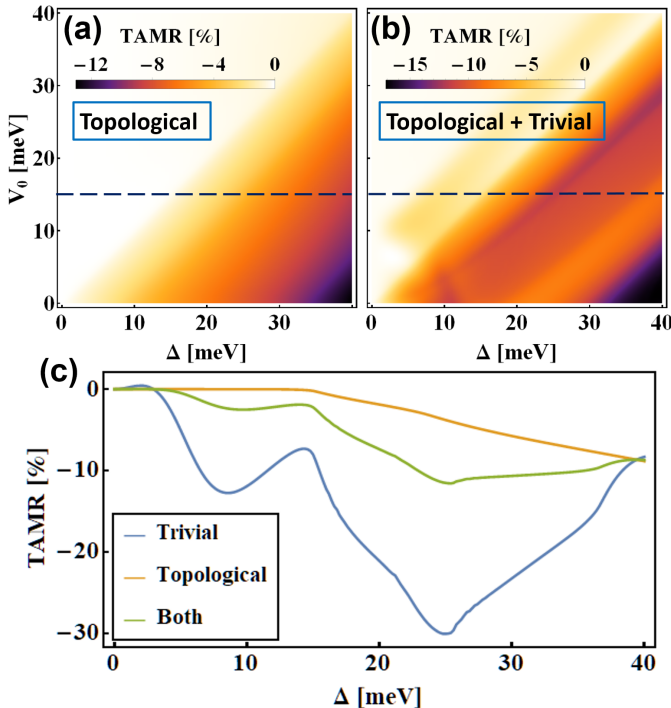 (a)
TAMR [%]
−12 −8 −4 0
Topological
(b)
TAMR [%]
−15 −10 −5 0
Topological + Trivial
V₀ [meV]
40
30
20
10
0
0 10 20 30 40
Δ [meV]
0 10 20 30 40
Δ [meV]
(c)
TAMR [%]
0
−10
−20
−30
Trivial
Topological
Both
0 10 20 30 40
Δ [meV]